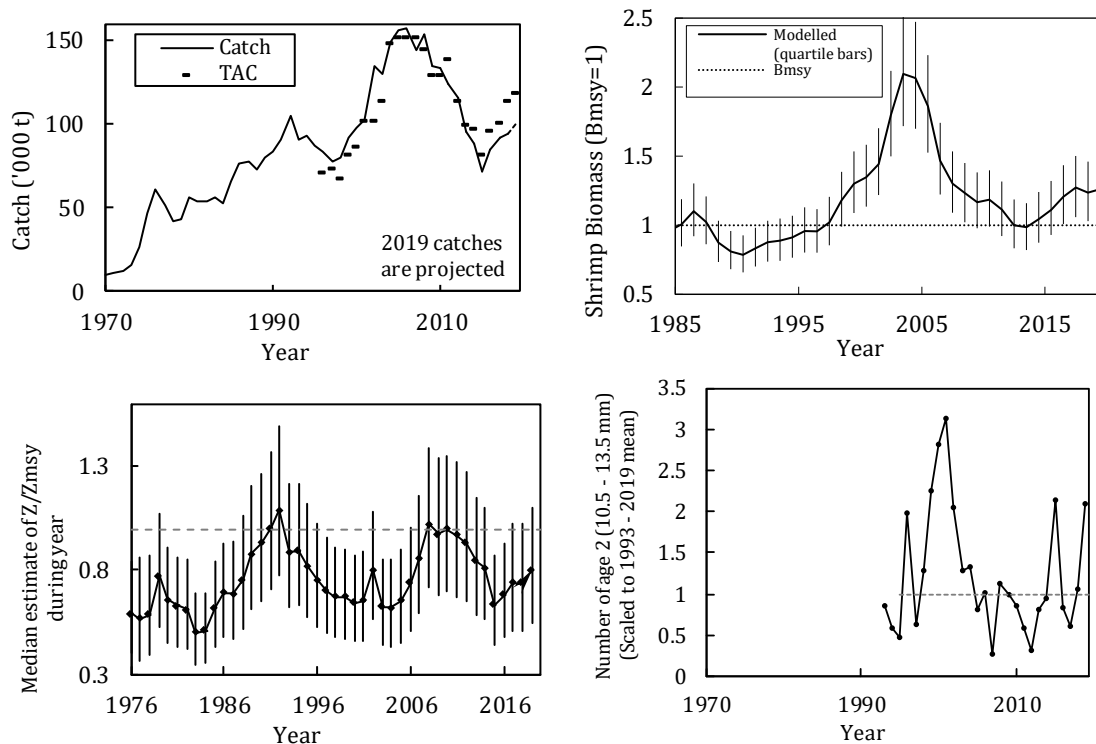 Catch ('000 t)
150
100
50
0
Catch
TAC
2019 catches
are projected
1970
1990
2010
Year
Shrimp Biomass (Bmsy=1)
2.5
2
1.5
1
0.5
Modelled
(quartile bars)
Bmsy
1985
1995
2005
2015
Year
Median estimate of Z/Zmsy
during year
1.3
0.8
0.3
1976
1986
1996
2006
2016
Year
Number of age 2 (10.5 - 13.5 mm)
(Scaled to 1993 - 2019 mean)
3.5
3
2.5
2
1.5
1
0.5
0
1970
1990
2010
Year